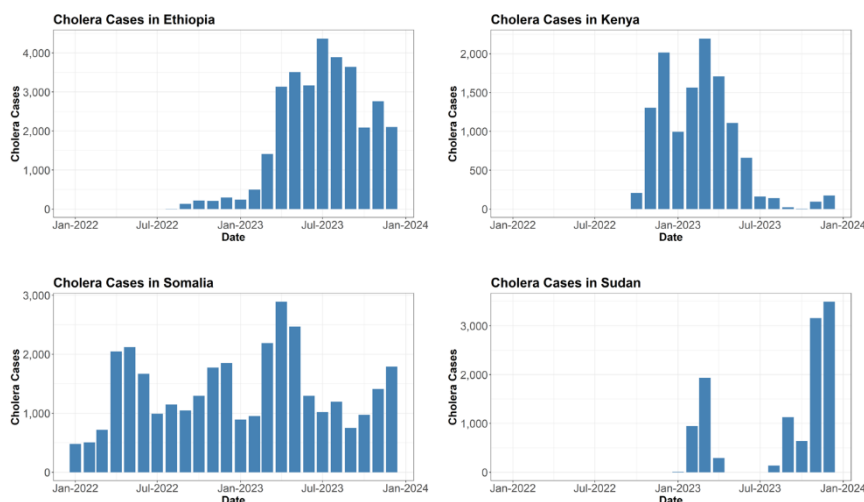 Cholera Cases in Ethiopia
Cholera Cases
4,000
3,000
2,000
1,000
0
Jan-2022 Jul-2022 Jan-2023 Jul-2023 Jan-2024
Date
Cholera Cases in Kenya
Cholera Cases
2,000
1,500
1,000
500
0
Jan-2022 Jul-2022 Jan-2023 Jul-2023 Jan-2024
Date
Cholera Cases in Somalia
Cholera Cases
3,000
2,000
1,000
0
Jan-2022 Jul-2022 Jan-2023 Jul-2023 Jan-2024
Date
Cholera Cases in Sudan
Cholera Cases
3,000
2,000
1,000
0
Jan-2022 Jul-2022 Jan-2023 Jul-2023 Jan-2024
Date